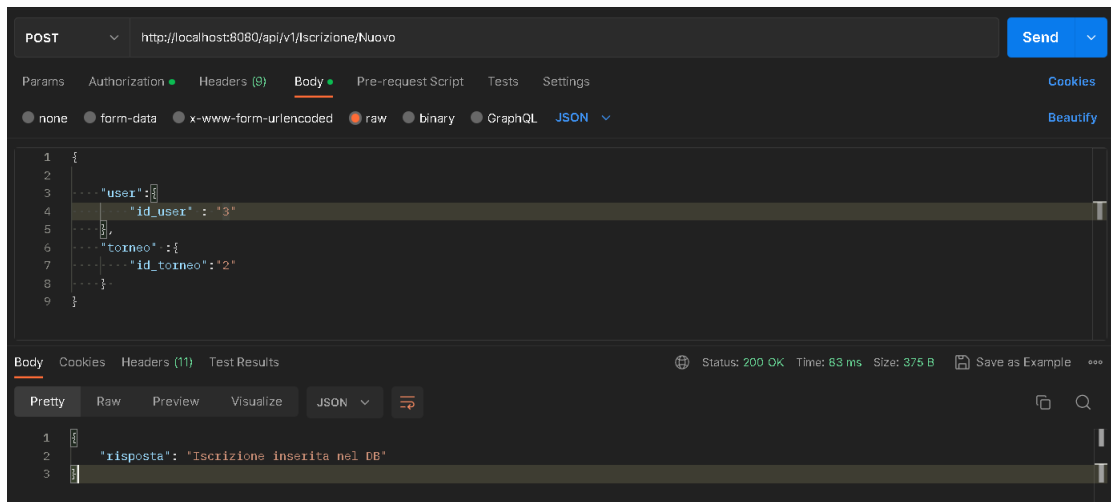 POST http://localhost:8080/api/v1/Iscrizione/Nuovo Send
Params Authorization Headers (9) Body Pre-request Script Tests Settings Cookies
none form-data x-www-form-urlencoded raw binary GraphQL JSON Beautify
1 {
2
3 "user":{
4 "id_user" : "3"
5 },
6 "torneo" :{
7 "id_torneo":"2"
8 }
9 }
Body Cookies Headers (11) Test Results Status: 200 OK Time: 83 ms Size: 375 B Save as Example
Pretty Raw Preview Visualize JSON
1 {
2 "risposta": "Iscrizione inserita nel DB"
3 }